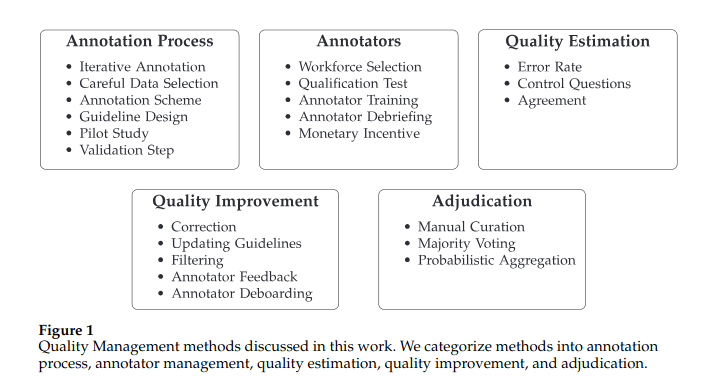 Annotation Process
• Iterative Annotation
• Careful Data Selection
• Annotation Scheme
• Guideline Design
• Pilot Study
• Validation Step
Annotators
• Workforce Selection
• Qualification Test
• Annotator Training
• Annotator Debriefing
• Monetary Incentive
Quality Estimation
• Error Rate
• Control Questions
• Agreement
Quality Improvement
• Correction
• Updating Guidelines
• Filtering
• Annotator Feedback
• Annotator Deboarding
Adjudication
• Manual Curation
• Majority Voting
• Probabilistic Aggregation
Figure 1
Quality Management methods discussed in this work. We categorize methods into annotation
process, annotator management, quality estimation, quality improvement, and adjudication.